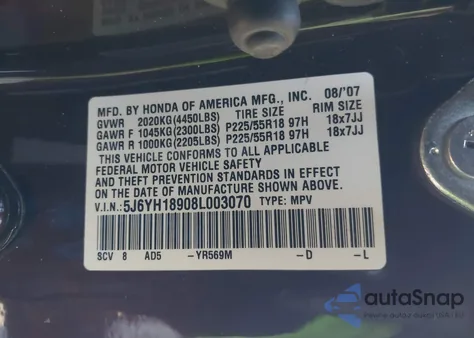 MFD. BY HONDA OF AMERICA MFG., INC. 08/'07
GVWR 2020KG(4450LBS) TIRE SIZE RIM SIZE
GAWR F 1045KG(2300LBS) P225/55R18 97H 18x7JJ
GAWR R 1000KG(2205LBS) P225/55R18 97H 18x7JJ
THIS VEHICLE CONFORMS TO ALL APPLICABLE
FEDERAL MOTOR VEHICLE SAFETY
AND THEFT PREVENTION STANDARDS IN EFFECT ON
THE DATE OF MANUFACTURE SHOWN ABOVE.
V.I.N.: 5J6YH18908L003070 TYPE: MPV
SCV 8 AD5 -YR569M -D -L
autoSnap